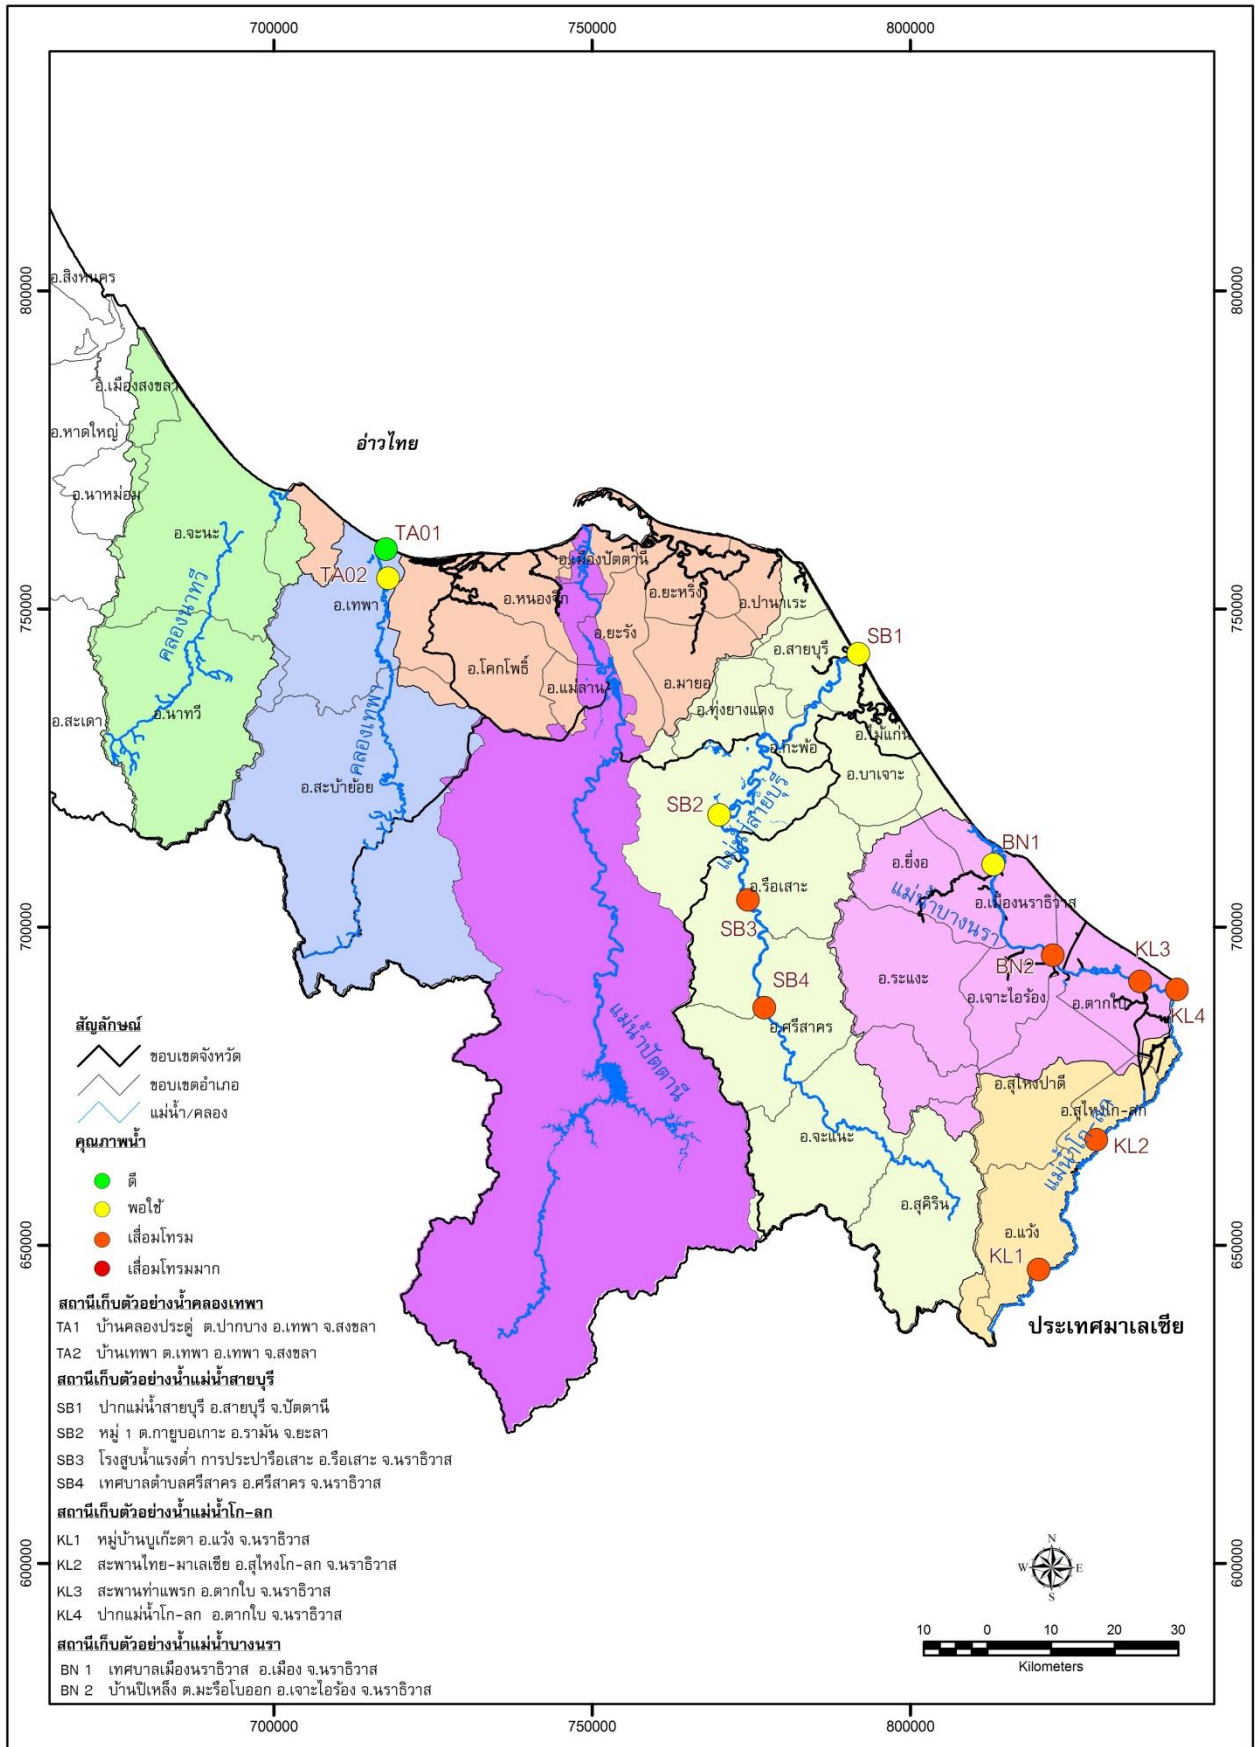 700000
750000
800000
800000
800000
อ.สิงหนคร
อ.เมืองสงขลา
อ.หาดใหญ่
อ่าวไทย
อ.นาหม่อม
อ.จะนะ
TA01
TA02
อ.เมืองปัตตานี
อ.หนองจิก
อ.ยะหริ่ง
อ.ปานาเระ
750000
750000
อ.เทพา
คลองนาทวี
อ.ยะรัง
อ.สายบุรี
SB1
อ.โคกโพธิ์
อ.แม่ลาน
อ.มายอ
อ.ทุ่งยางแดง
อ.สะเดา
อ.นาทวี
คลองเทพา
อ.กะพ้อ
อ.ไม้แก่น
อ.บาเจาะ
อ.สะบ้าย้อย
SB2
แม่น้ำสายบุรี
BN1
อ.ยี่งอ
อ.รือเสาะ
แม่น้ำบางนรา
อ.เมืองนราธิวาส
700000
700000
SB3
KL3
BN2
อ.ระแงะ
SB4
อ.เจาะไอร้อง
อ.ตากใบ
KL4
อ.ศรีสาคร
แม่น้ำปัตตานี
สัญลักษณ์
ขอบเขตจังหวัด
ขอบเขตอำเภอ
แม่น้ำ/คลอง
อ.สุไหงปาดี
อ.สุไหงโก-ลก
อ.จะแนะ
KL2
แม่น้ำโก-ลก
คุณภาพน้ำ
ดี
พอใช้
เสื่อมโทรม
เสื่อมโทรมมาก
อ.สุคิริน
อ.แว้ง
650000
650000
KL1
ประเทศมาเลเซีย
สถานีเก็บตัวอย่างน้ำคลองเทพา
TA1 บ้านคลองประดู่ ต.ปากบาง อ.เทพา จ.สงขลา
TA2 บ้านเทพา ต.เทพา อ.เทพา จ.สงขลา
สถานีเก็บตัวอย่างน้ำแม่น้ำสายบุรี
SB1 ปากแม่น้ำสายบุรี อ.สายบุรี จ.ปัตตานี
SB2 หมู่ 1 ต.กายูบอเกาะ อ.รามัน จ.ยะลา
SB3 โรงสูบน้ำแรงต่ำ การประปารือเสาะ อ.รือเสาะ จ.นราธิวาส
SB4 เทศบาลตำบลศรีสาคร อ.ศรีสาคร จ.นราธิวาส
สถานีเก็บตัวอย่างน้ำแม่น้ำโก-ลก
KL1 หมู่บ้านบูเก๊ะตา อ.แว้ง จ.นราธิวาส
KL2 สะพานไทย-มาเลเซีย อ.สุไหงโก-ลก จ.นราธิวาส
KL3 สะพานท่าแพรก อ.ตากใบ จ.นราธิวาส
KL4 ปากแม่น้ำโก-ลก อ.ตากใบ จ.นราธิวาส
สถานีเก็บตัวอย่างน้ำแม่น้ำบางนรา
BN 1 เทศบาลเมืองนราธิวาส อ.เมือง จ.นราธิวาส
BN 2 บ้านปิเหล็ง ต.มะรือโบออก อ.เจาะไอร้อง จ.นราธิวาส
600000
600000
N
W E
S
10 0 10 20 30
Kilometers
700000
750000
800000